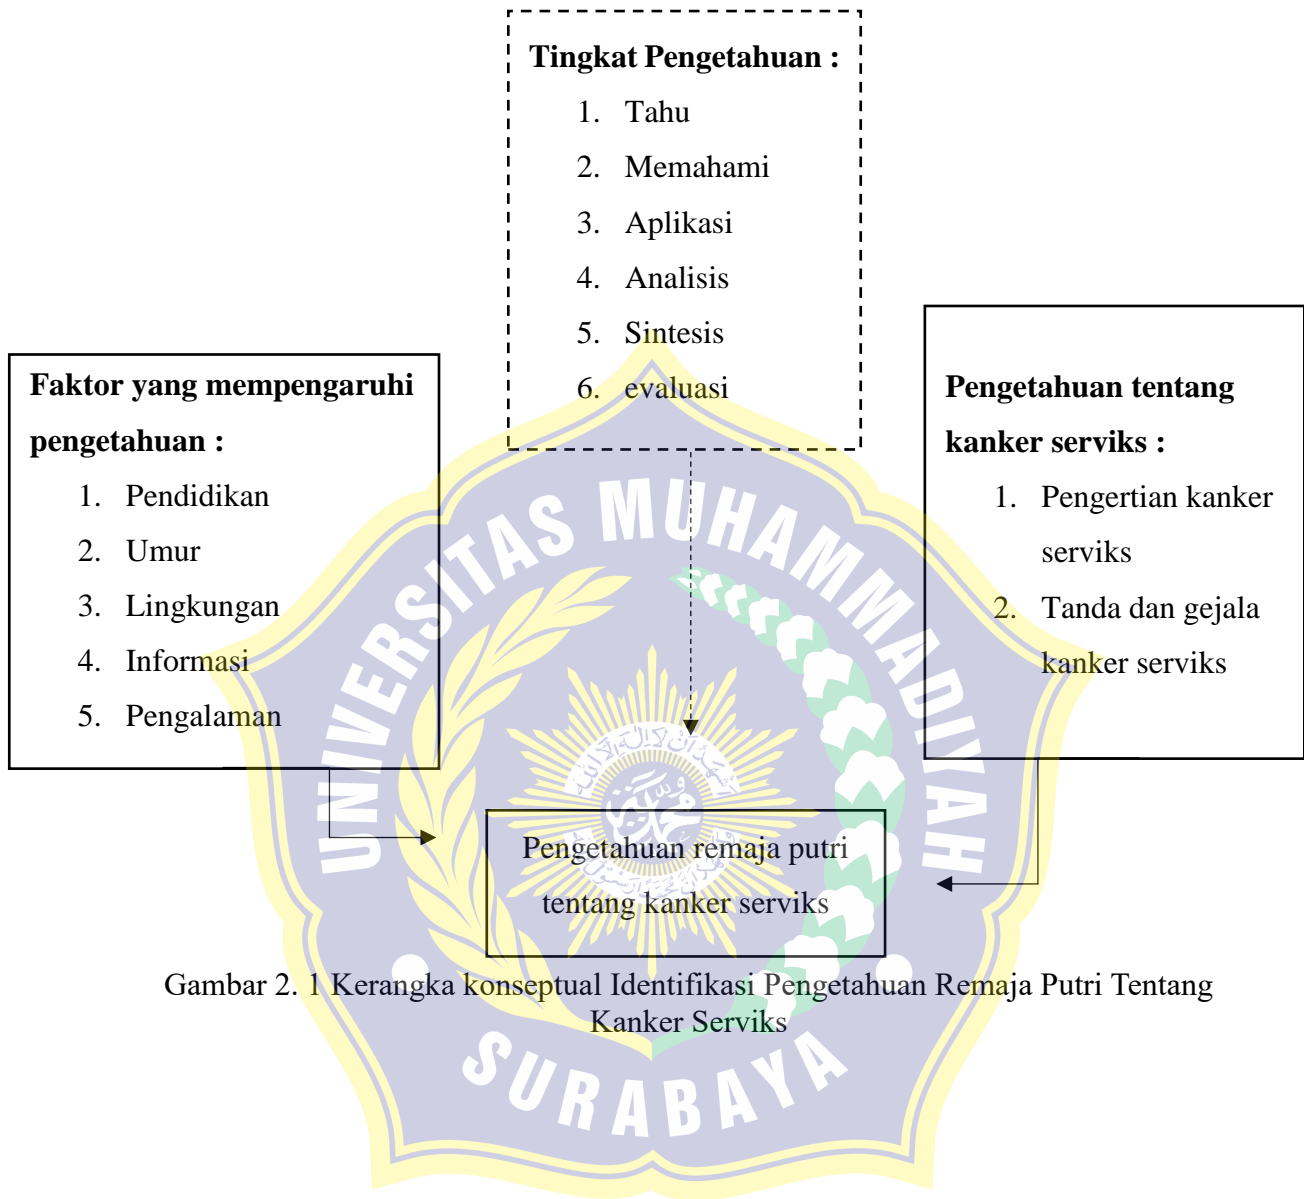 Tingkat Pengetahuan :
1. Tahu
2. Memahami
3. Aplikasi
4. Analisis
5. Sintesis
6. evaluasi
Faktor yang mempengaruhi
pengetahuan :
1. Pendidikan
2. Umur
3. Lingkungan
4. Informasi
5. Pengalaman
Pengetahuan tentang
kanker serviks :
1. Pengertian kanker
serviks
2. Tanda dan gejala
kanker serviks
Pengetahuan remaja putri
tentang kanker serviks
Gambar 2. 1 Kerangka konseptual Identifikasi Pengetahuan Remaja Putri Tentang
Kanker Serviks
UNIVERSITAS MUHAMMADIYAH
SURABAYA